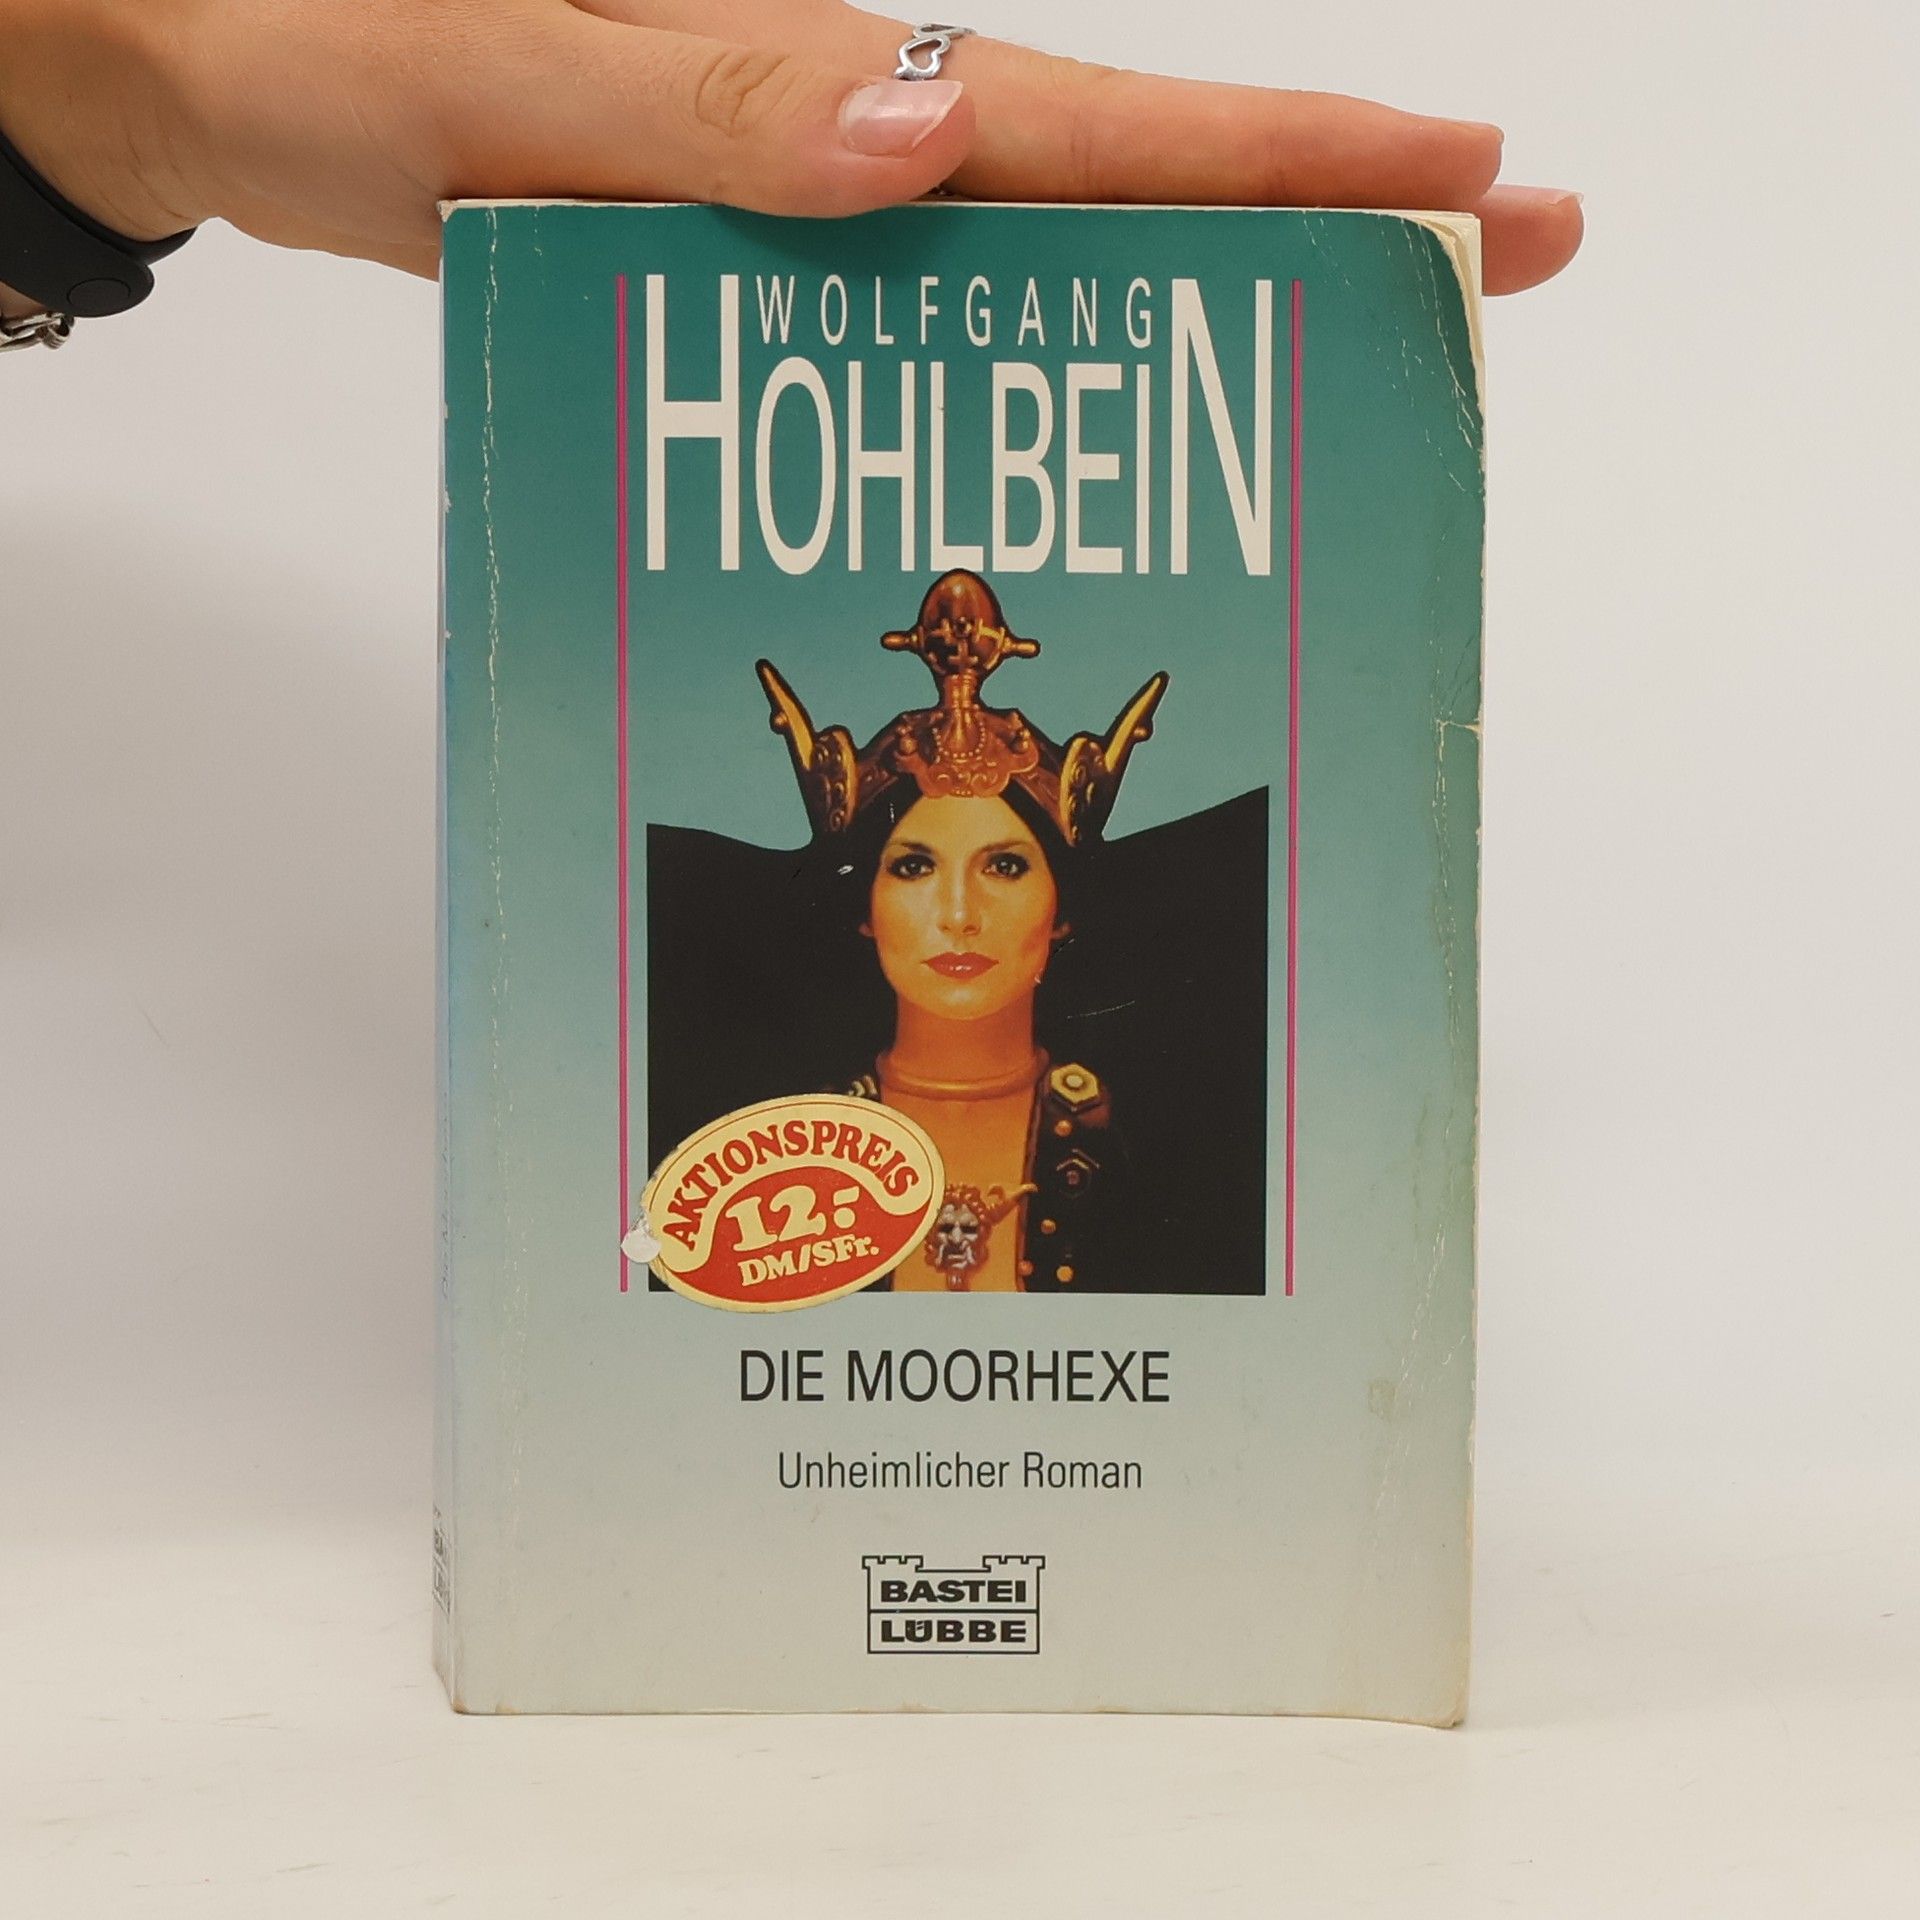 WOLFGANG
HOHLBEIN
AKTIONSPREIS
12.-
DM/SFr.
DIE MOORHEXE
Unheimlicher Roman
BASTEI
LÜBBE